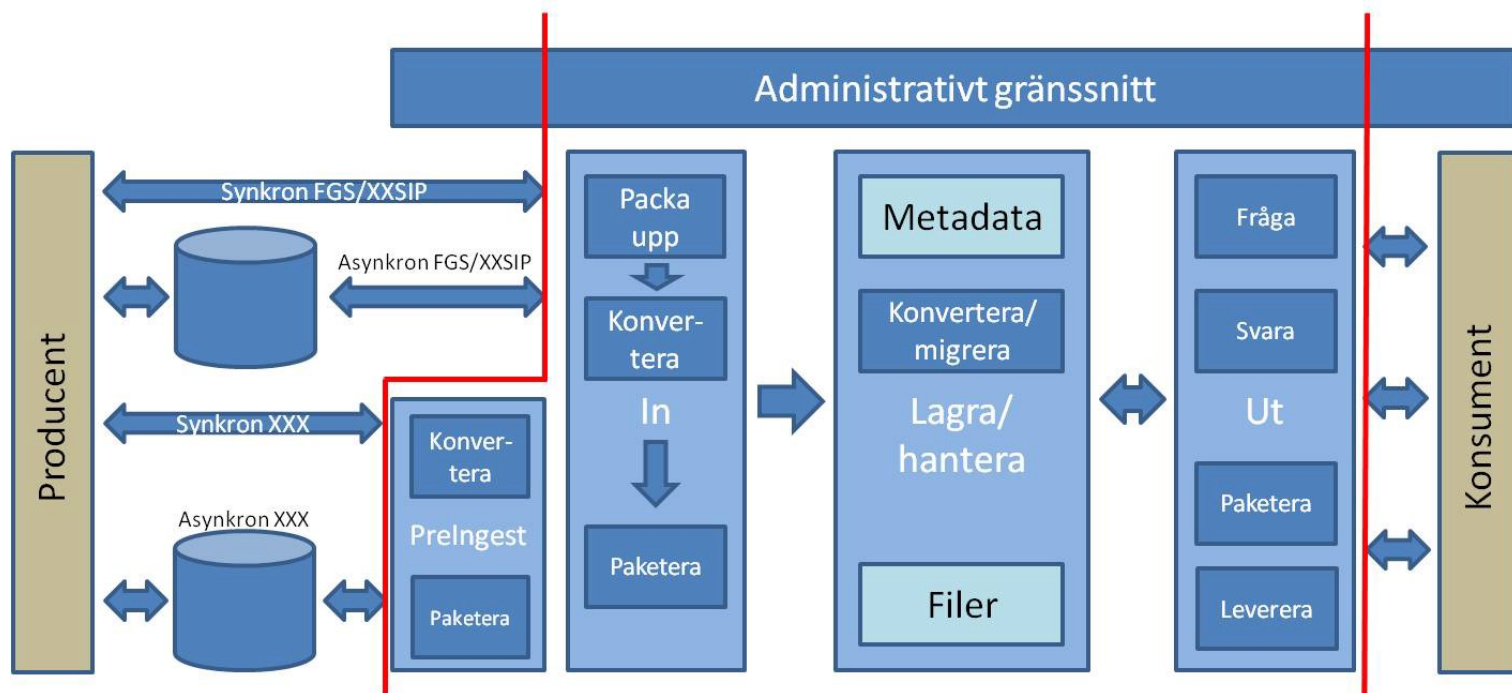 Administrativt gränssnitt
Producent
Synkron FGS/XXSIP
Asynkron FGS/XXSIP
Synkron XXX
Asynkron XXX
Konver-
tera
PreIngest
Paketera
Packa
upp
Konver-
tera
In
Paketera
Metadata
Konvertera/
migrera
Lagra/
hantera
Filer
Fråga
Svara
Ut
Paketera
Leverera
Konsument